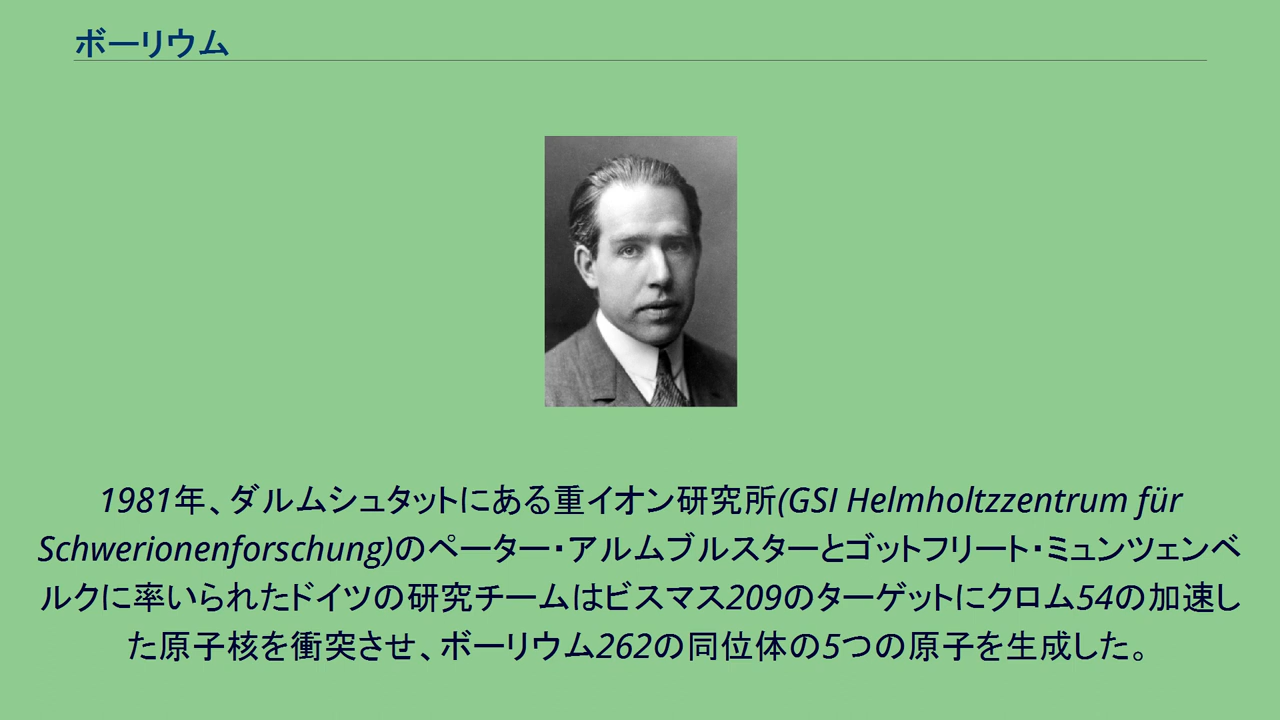 ボーリウム
1981年、ダルムシュタットにある重イオン研究所(GSI Helmholtzzentrum für
Schwerionenforschung)のペーター・アルムブルスターとゴットフリート・ミュンツェンベ
ルクに率いられたドイツの研究チームはビスマス209のターゲットにクロム54の加速し
た原子核を衝突させ、ボーリウム262の同位体の5つの原子を生成した。